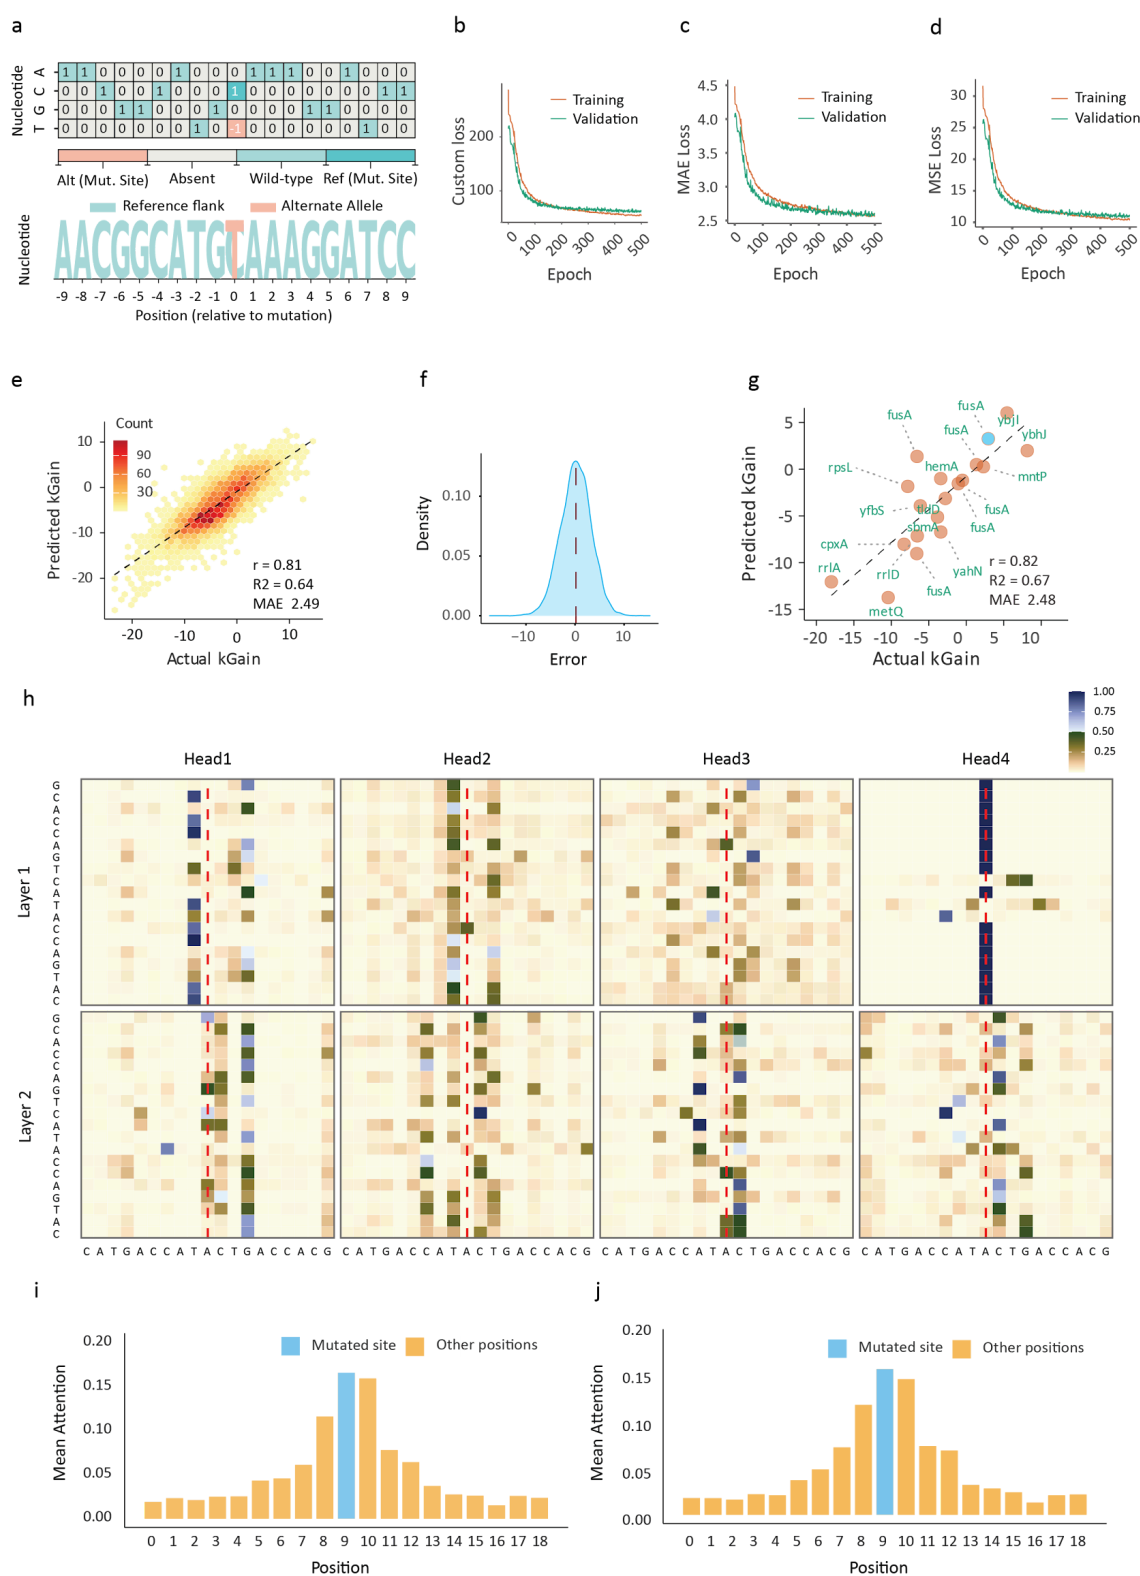 a
Nucleotide
A 1 1 0 0 0 0 1 0 0 0 1 1 1 0 0 1 0 0 0
C 0 0 1 0 0 1 0 0 0 1 0 0 0 0 0 0 0 1 1
G 0 0 0 1 1 0 0 0 1 0 0 0 0 1 1 0 0 0 0
T 0 0 0 0 0 0 0 1 0 -1 0 0 0 0 0 0 1 0 0
Alt (Mut. Site) Absent Wild-type Ref (Mut. Site)
Reference flank Alternate Allele
Nucleotide
AACGGCATGTAAAGGATCC
-9 -8 -7 -6 -5 -4 -3 -2 -1 0 1 2 3 4 5 6 7 8 9
Position (relative to mutation)
b
Custom loss
200
100
Training
Validation
0 100 200 300 400 500
Epoch
c
MAE Loss
4.5
4.0
3.5
3.0
2.5
Training
Validation
0 100 200 300 400 500
Epoch
d
MSE Loss
30
25
20
15
10
Training
Validation
0 100 200 300 400 500
Epoch
e
Predicted kGain
10
0
-10
-20
Count
90
60
30
r = 0.81
R2 = 0.64
MAE 2.49
-20 -10 0 10
Actual kGain
f
Density
0.10
0.05
0.00
−10 0 10
Error
g
Predicted kGain
5
0
-5
-10
-15
fusA
fusA
ybjI
fusA
ybhJ
rpsL
hemA
mntP
yfbS
tldD
fusA
sbmA
fusA
cpxA
rrlA
rrlD
yahN
fusA
metQ
r = 0.82
R2 = 0.67
MAE 2.48
-20 -15 -10 -5 0 5 10
Actual kGain
h
1.00
0.75
0.50
0.25
Head1 Head2 Head3 Head4
Layer 1
G
C
A
C
C
A
G
T
C
A
T
A
C
C
A
G
T
A
C
Layer 2
G
C
A
C
C
A
G
T
C
A
T
A
C
C
A
G
T
A
C
C A T G A C C A T A C T G A C C A C G C A T G A C C A T A C T G A C C A C G C A T G A C C A T A C T G A C C A C G C A T G A C C A T A C T G A C C A C G
i
Mean Attention
0.20
0.15
0.10
0.05
0.00
Mutated site Other positions
0 1 2 3 4 5 6 7 8 9 10 11 12 13 14 15 16 17 18
Position
j
Mean Attention
0.20
0.15
0.10
0.05
0.00
Mutated site Other positions
0 1 2 3 4 5 6 7 8 9 10 11 12 13 14 15 16 17 18
Position